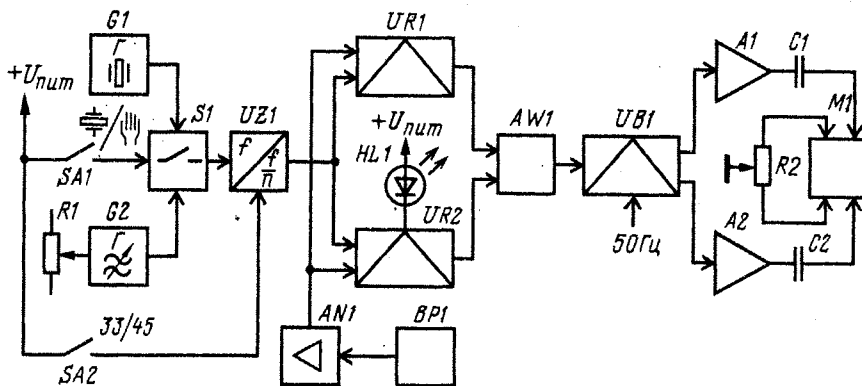 G1
Г
+Uпит
S1
UZ1
f
f/n
SA1
R1
G2
Г
33/45
SA2
UR1
+Uпит
HL1
UR2
AN1
BP1
AW1
UB1
50Гц
A1
C1
M1
R2
A2
C2